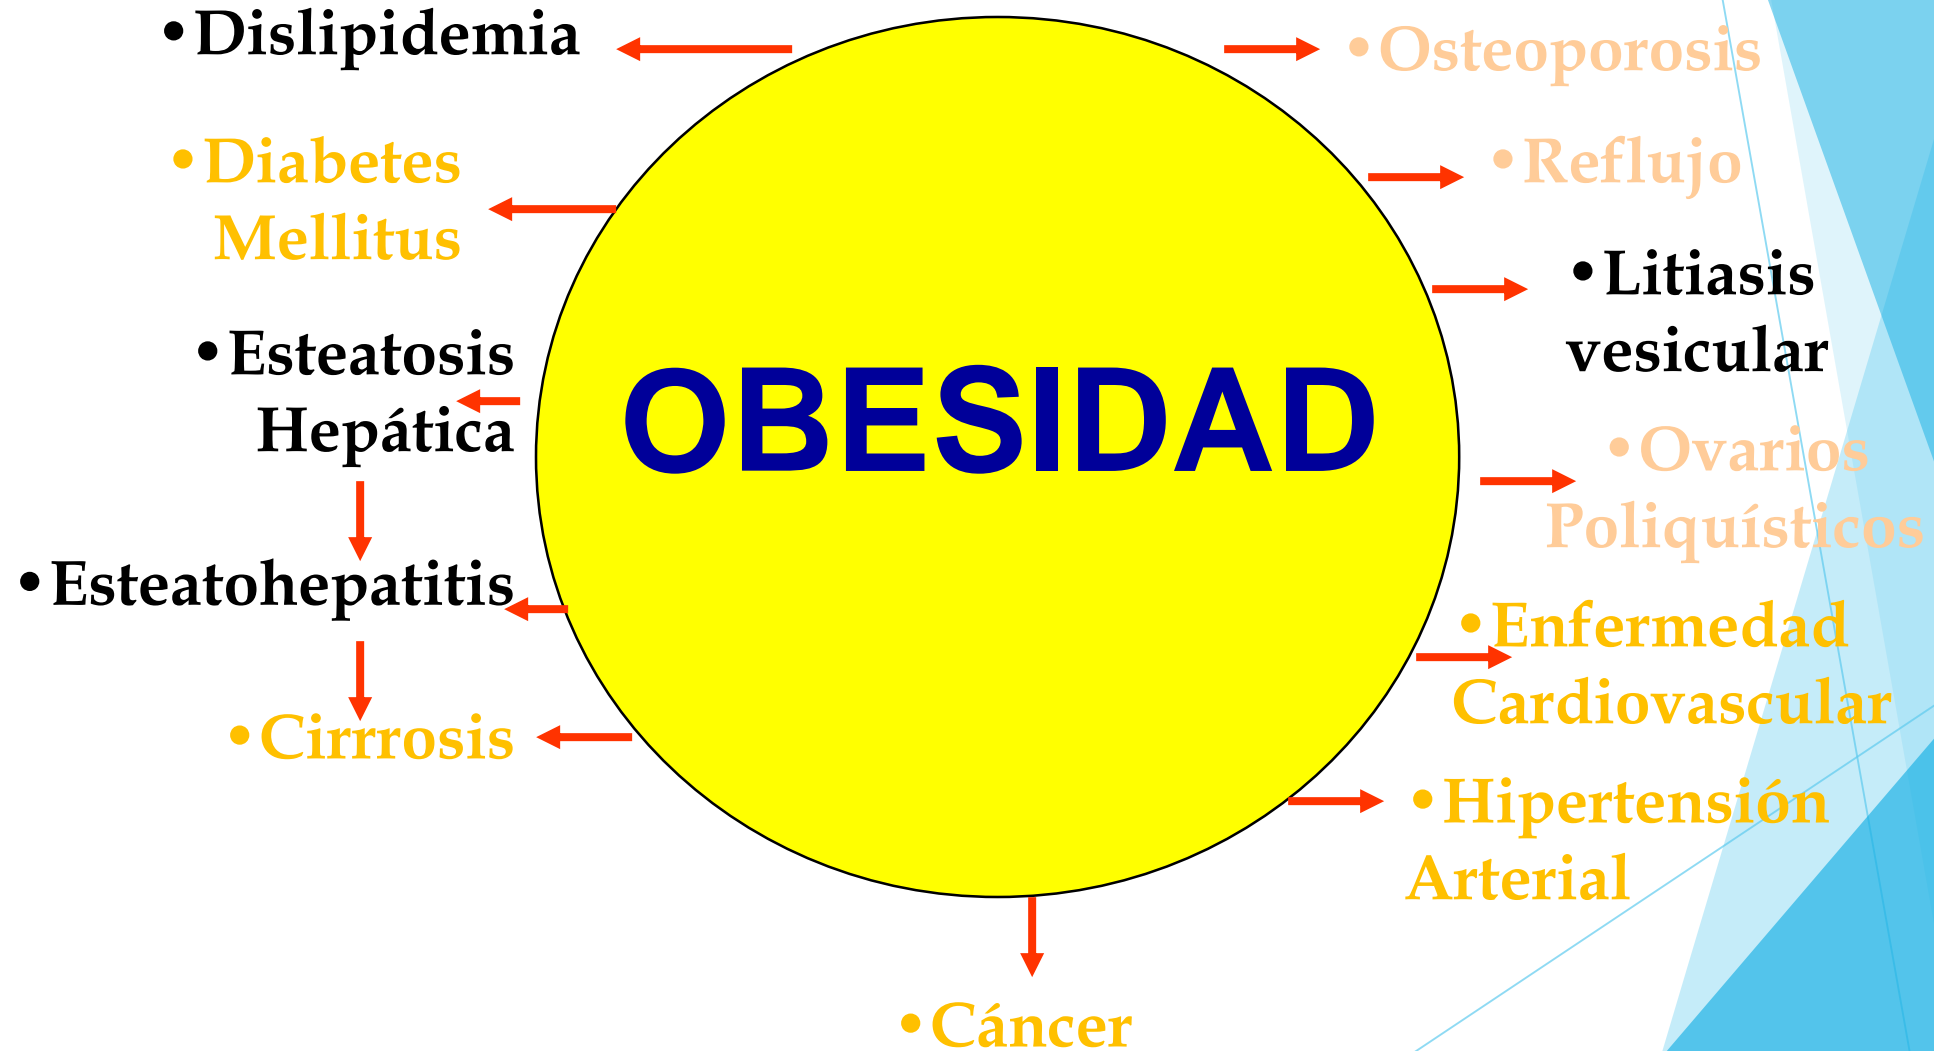 •Dislipidemia
•Diabetes
Mellitus
•Esteatosis
Hepática
•Esteatohepatitis
•Cirrrosis
OBESIDAD
•Osteoporosis
•Reflujo
•Litiasis
vesicular
•Ovarios
Poliquísticos
•Enfermedad
Cardiovascular
•Hipertensión
Arterial
•Cáncer